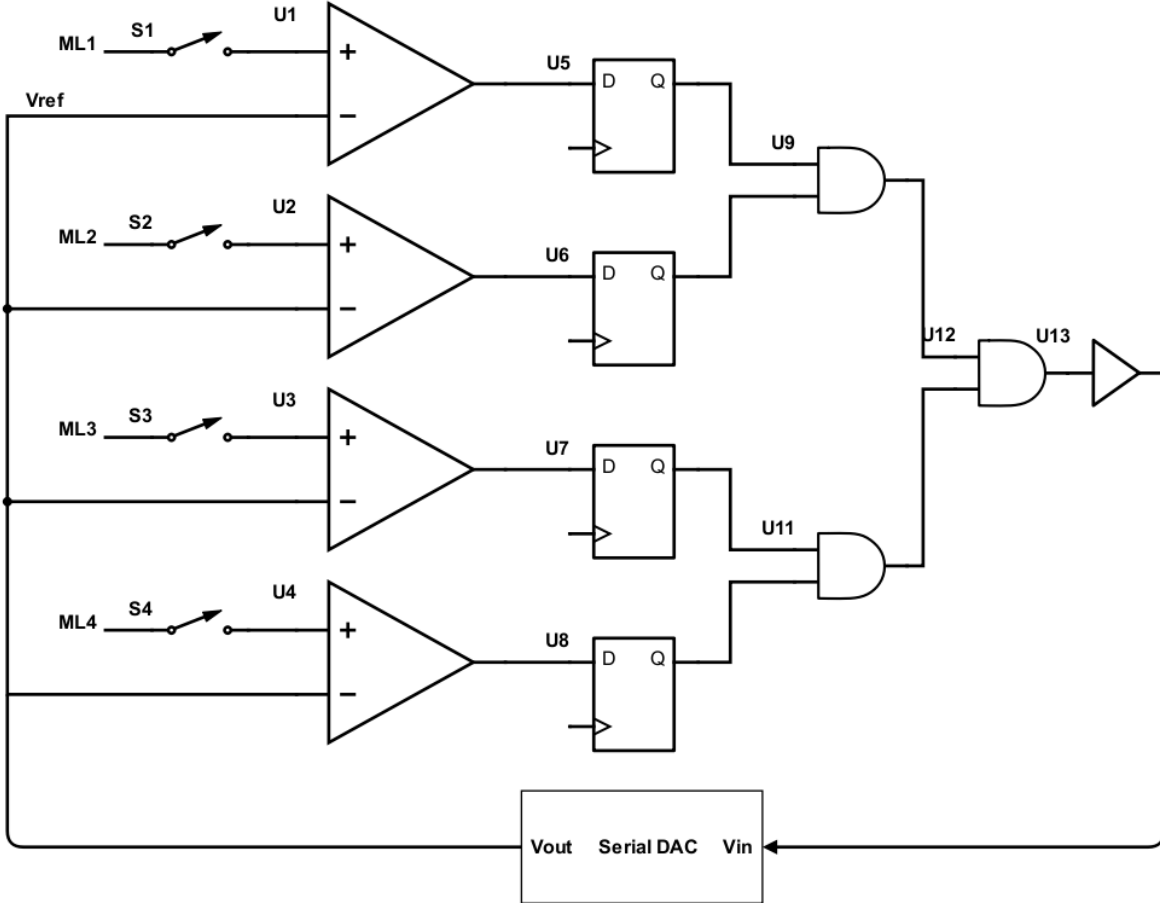 U1
ML1 S1
+
U5
D Q
Vref
−
U9
U2
ML2 S2
+
U6
D Q
−
U12 U13
U3
ML3 S3
+
U7
D Q
−
U11
U4
ML4 S4
+
U8
D Q
−
Vout Serial DAC Vin